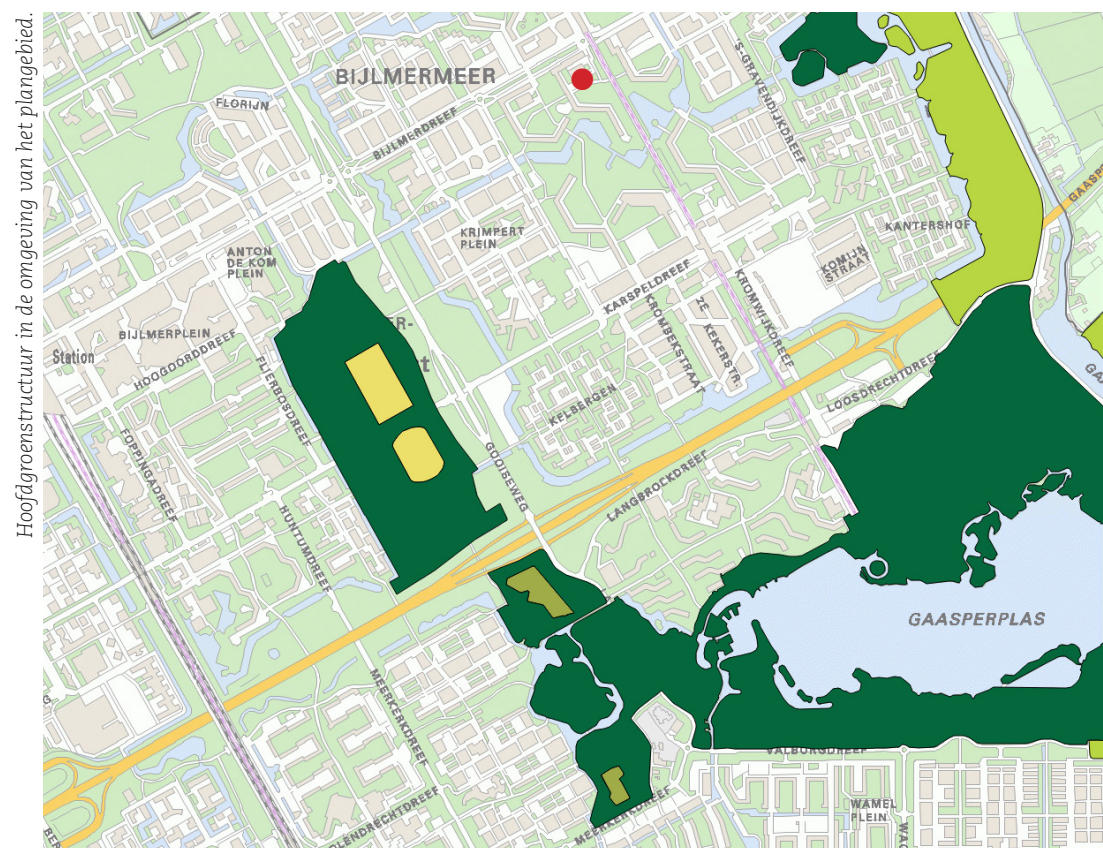 Hoofdgroenstructuur in de omgeving van het plangebied.
BIJLMERMEER
'S-GRAVENDIJKDREEF
FLORIJN
BIJLMERDREEF
KRIMPERT
PLEIN
KANTERSHOF
KOMIJN
STRAAT
ANTON
DE KOM
PLEIN
KARSPELDREEF
KROMWIJKDREEF
KROMBEKSTRAAT
2E KEKERSTR.
BIJLMERPLEIN
HOOGOORDDREEF
Station
FLIERBOSDREEF
LOOSDRECHTDREEF
KELBERGEN
FOPPINGADREEF
GOOISEWEG
LANGBROEKDREEF
HUNTUMDREEF
GAASPERPLAS
MEERKERKDREEF
VALBURGDREEF
WAMEL
PLEIN
MEERKERKDREEF